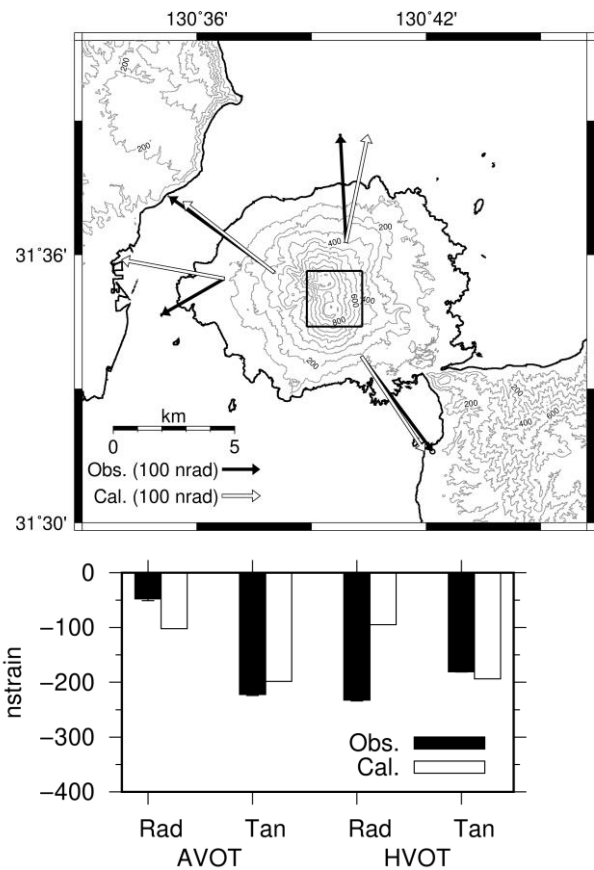 130˚36' 130˚42'
200
200
200
400
31˚36'
600
400
800
200
km
0 5
200
400
600
Obs. (100 nrad)
Cal. (100 nrad)
31˚30'
0
−100
−200
−300
−400
nstrain
Obs.
Cal.
Rad Tan Rad Tan
AVOT HVOT